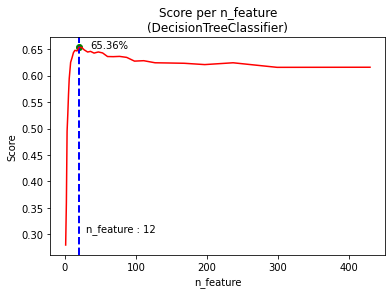 Score per n_feature
(DecisionTreeClassifier)
65.36%
0.65
0.60
0.55
0.50
0.45
0.40
0.35
0.30
Score
n_feature : 12
0
100
200
300
400
n_feature